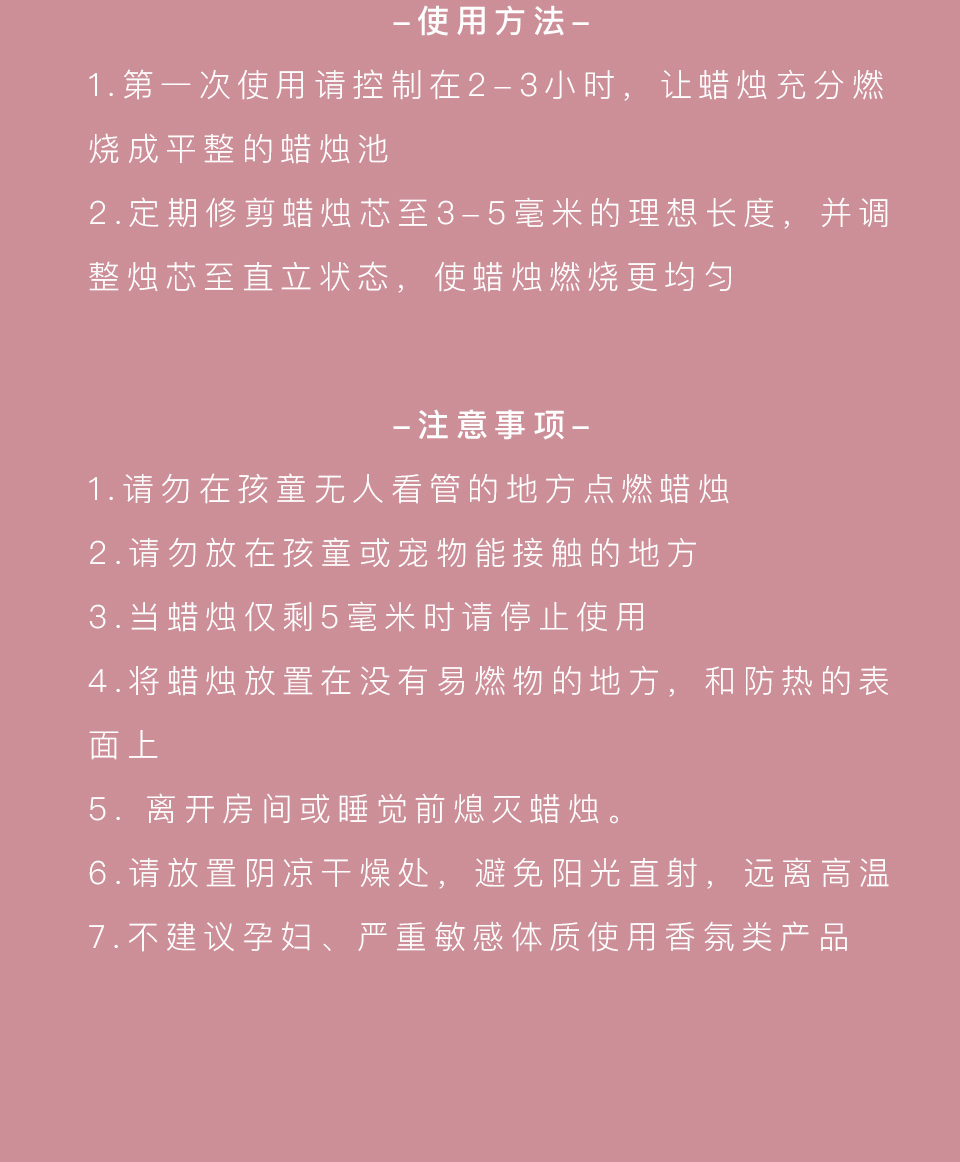 –使用方法–
1.第一次使用请控制在2–3小时，让蜡烛充分燃
烧成平整的蜡烛池
2.定期修剪蜡烛芯至3–5毫米的理想长度，并调
整烛芯至直立状态，使蜡烛燃烧更均匀
–注意事项–
1.请勿在孩童无人看管的地方点燃蜡烛
2.请勿放在孩童或宠物能接触的地方
3.当蜡烛仅剩5毫米时请停止使用
4.将蜡烛放置在没有易燃物的地方，和防热的表
面上
5. 离开房间或睡觉前熄灭蜡烛。
6.请放置阴凉干燥处，避免阳光直射，远离高温
7.不建议孕妇、严重敏感体质使用香氛类产品